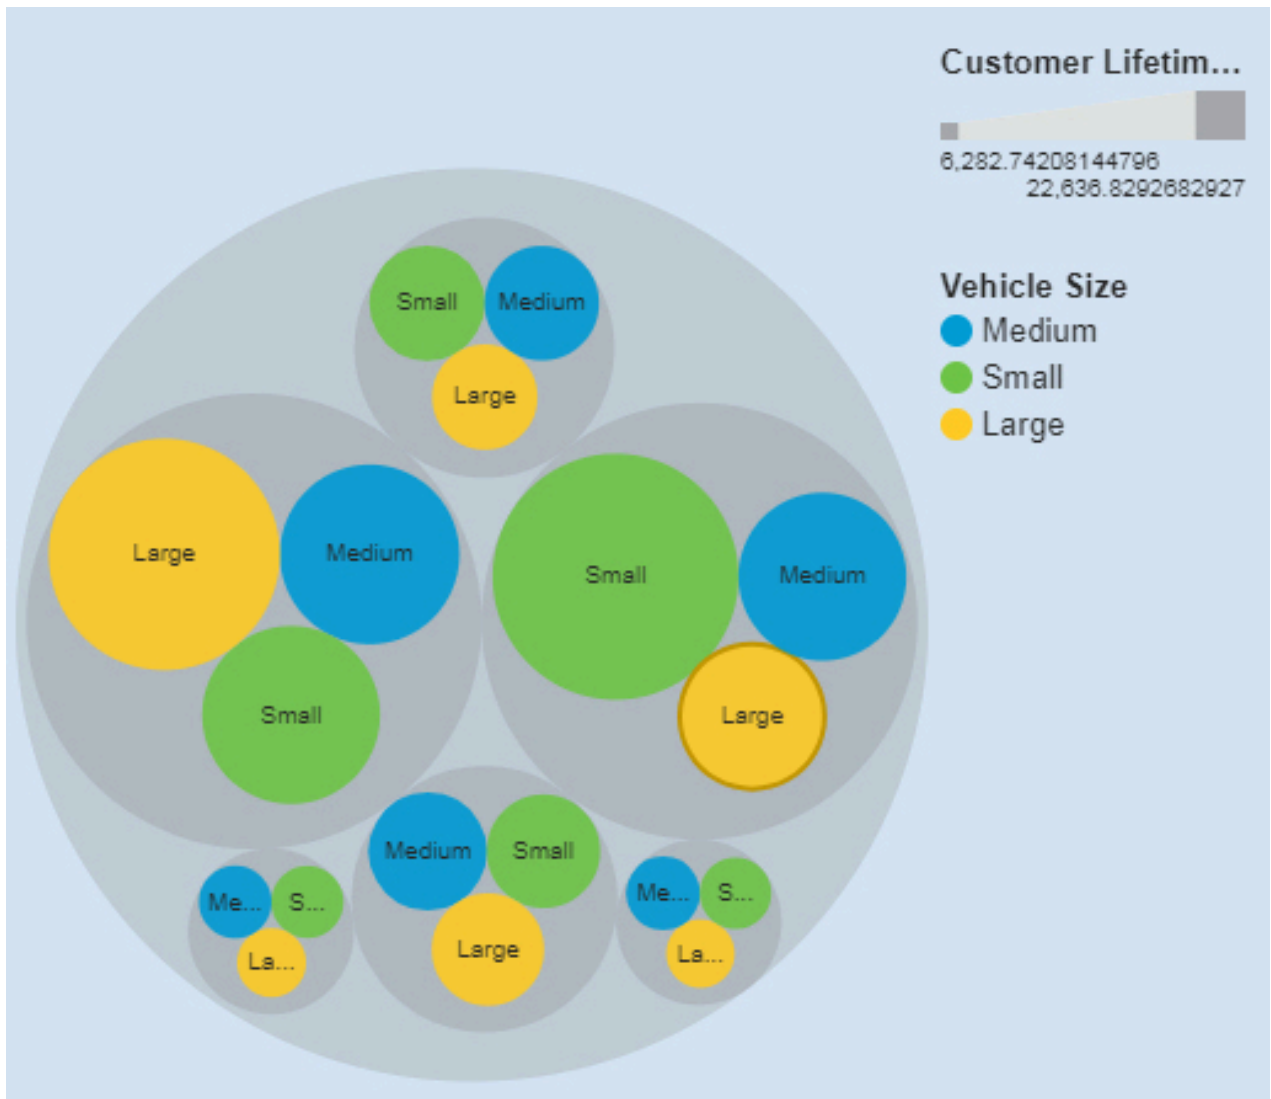 Customer Lifetim...
6,282.74208144796
22,636.8292682927
Vehicle Size
Medium
Small
Large
Small
Medium
Large
Large
Medium
Small
Small
Medium
Large
Medium
Small
Large
Me...
S...
La...
Me...
S...
La...